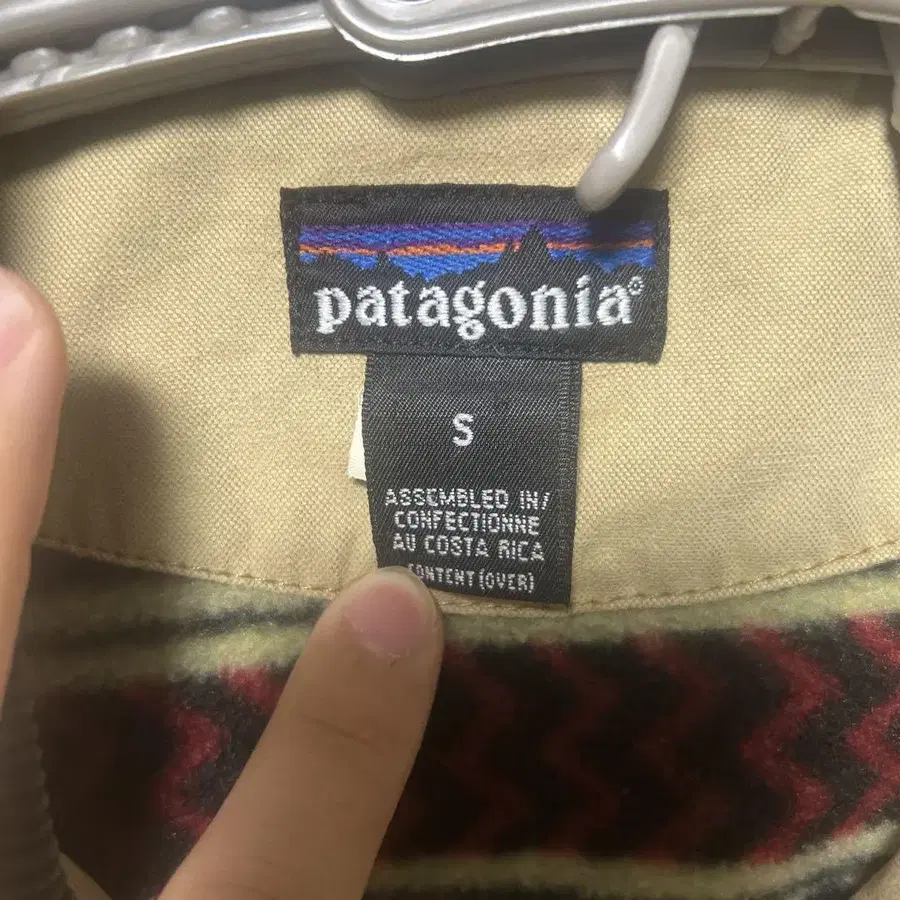 patagonia®
S
ASSEMBLED IN/
CONFECTIONNE
AU COSTA RICA
CONTENT (OVER)